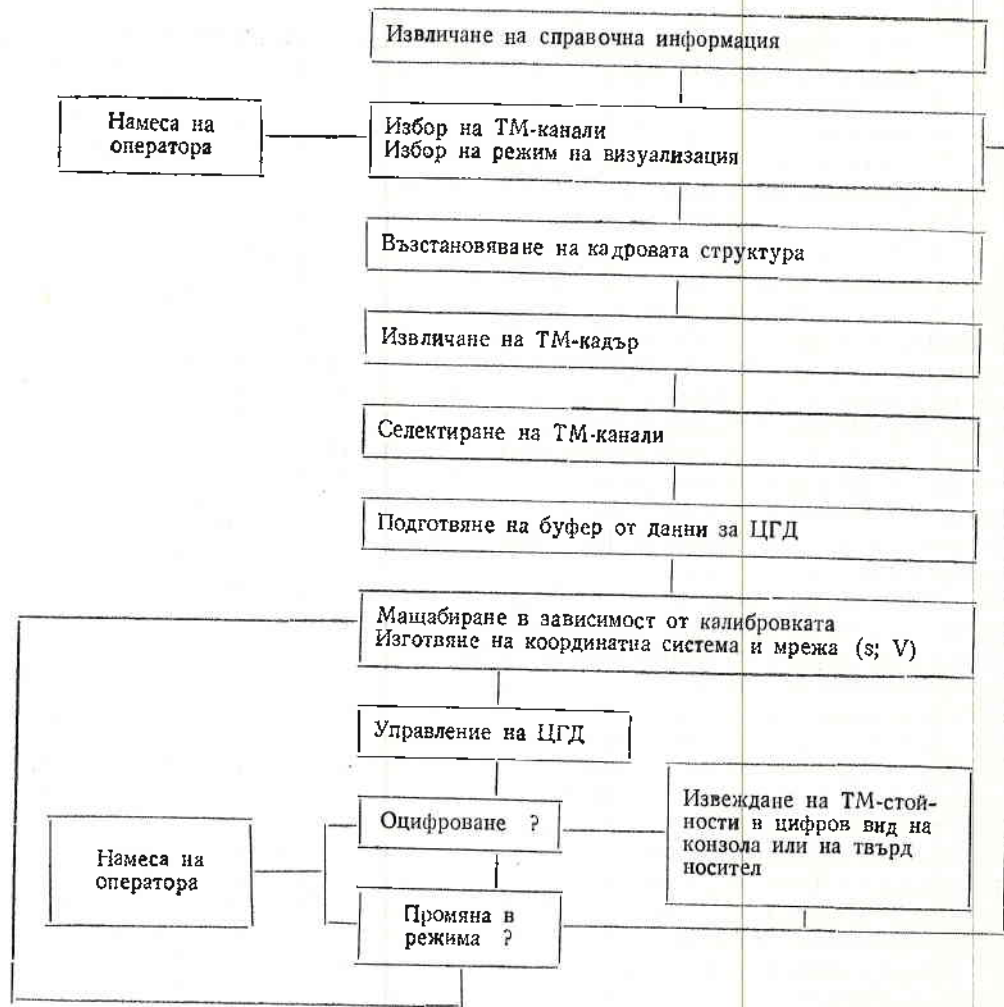 Извличане на справочна информация
Намеса на
оператора
Избор на ТМ-канали
Избор на режим на визуализация
Възстановяване на кадровата структура
Извличане на ТМ-кадър
Селектиране на ТМ-канали
Подготвяне на буфер от данни за ЦГД
Мащабиране в зависимост от калибровката
Изготвяне на координатна система и мрежа (s; V)
Управление на ЦГД
Оцифроване ?
Извеждане на ТМ-стой-
ности в цифров вид на
конзола или на твърд
носител
Намеса на
оператора
Промяна в
режима ?